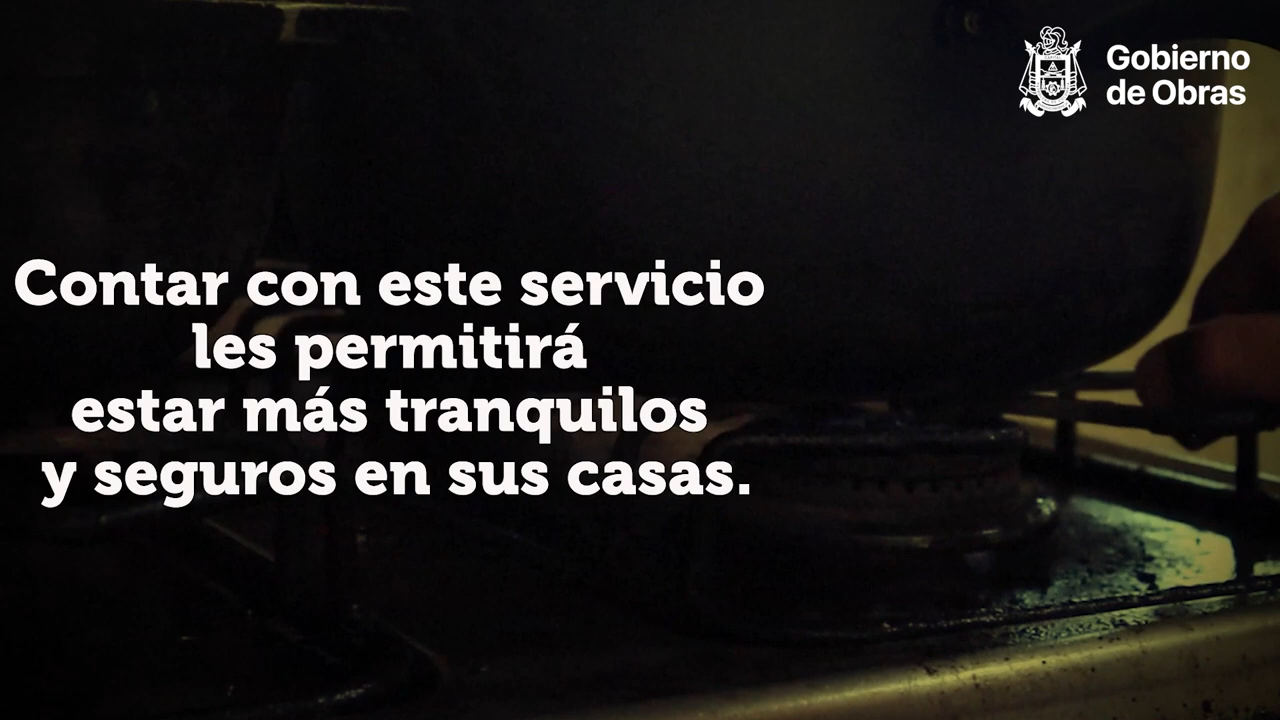 Gobierno
de Obras
Contar con este servicio
les permitirá
estar más tranquilos
y seguros en sus casas.